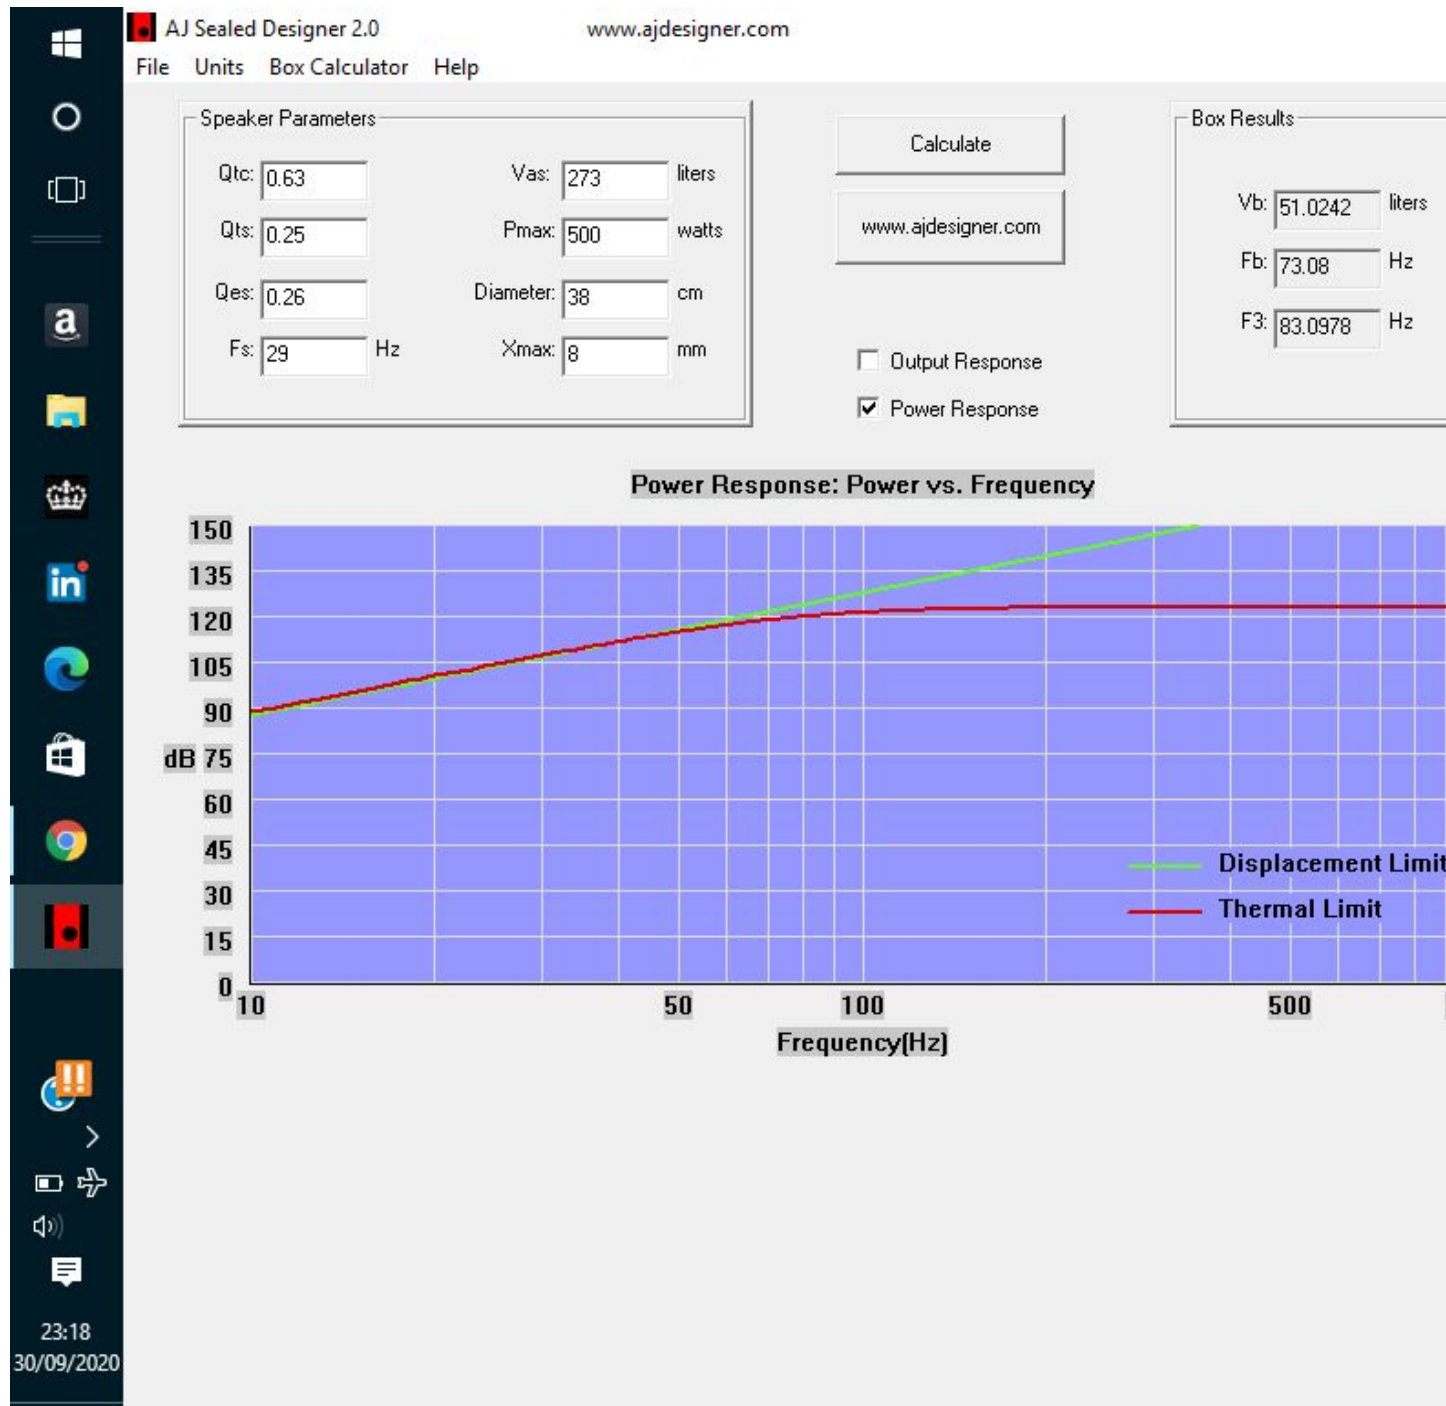 AJ Sealed Designer 2.0 www.ajdesigner.com
File Units Box Calculator Help
Speaker Parameters
Qtc: 0.63 Vas: 273 liters
Qts: 0.25 Pmax: 500 watts
Qes: 0.26 Diameter: 38 cm
Fs: 29 Hz Xmax: 8 mm
Calculate
www.ajdesigner.com
Output Response
Power Response
Box Results
Vb: 51.0242 liters
Fb: 73.08 Hz
F3: 83.0978 Hz
Power Response: Power vs. Frequency
150
135
120
105
90
dB 75
60
45
30
15
0
10 50 100 500
Frequency(Hz)
Displacement Limit
Thermal Limit
a
in
!!
23:18
30/09/2020